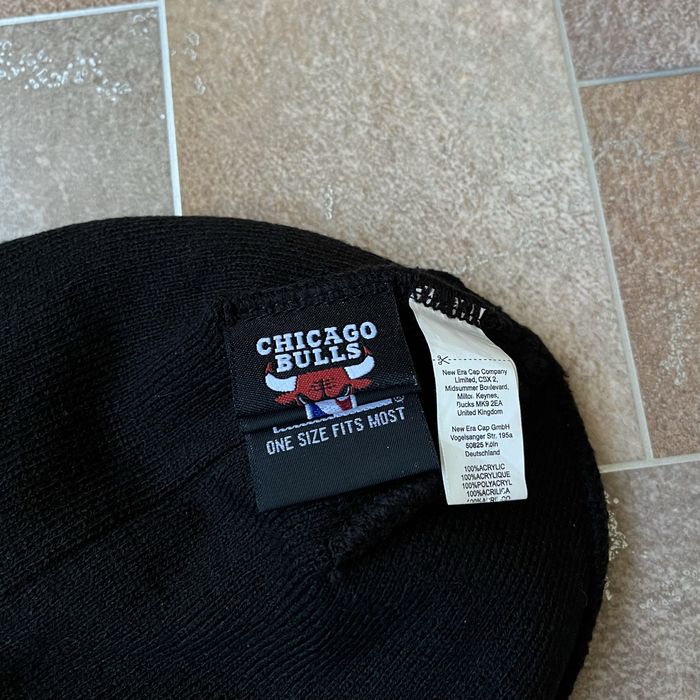 CHICAGO
BULLS
ONE SIZE FITS MOST
New Era Cap Company
Limited, CSX 2,
Midsummer Boulevard,
Milton Keynes,
Bucks MK9 2EA
United Kingdom
New Era Cap GmbH
Vogelsanger Str. 195a
50825 Köln
Deutschland
100%ACRYLIC
100%ACRYLIQUE
100%POLYACRYL
100%ACRILICA